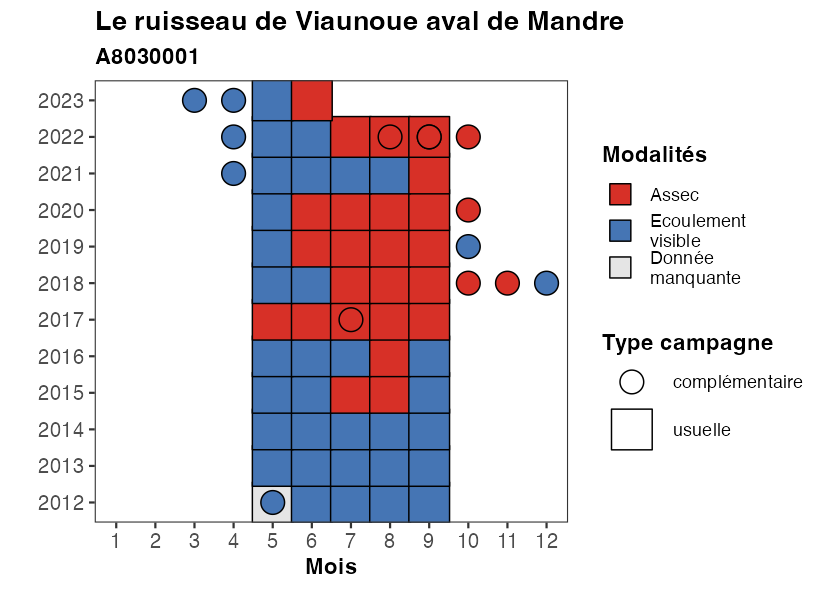 Le ruisseau de Viaunoue aval de Mandre
A8030001
2023
2022
2021
2020
2019
2018
2017
2016
2015
2014
2013
2012
1 2 3 4 5 6 7 8 9 10 11 12
Mois
Modalités
Assec
Ecoulement
visible
Donnée
manquante
Type campagne
complémentaire
usuelle